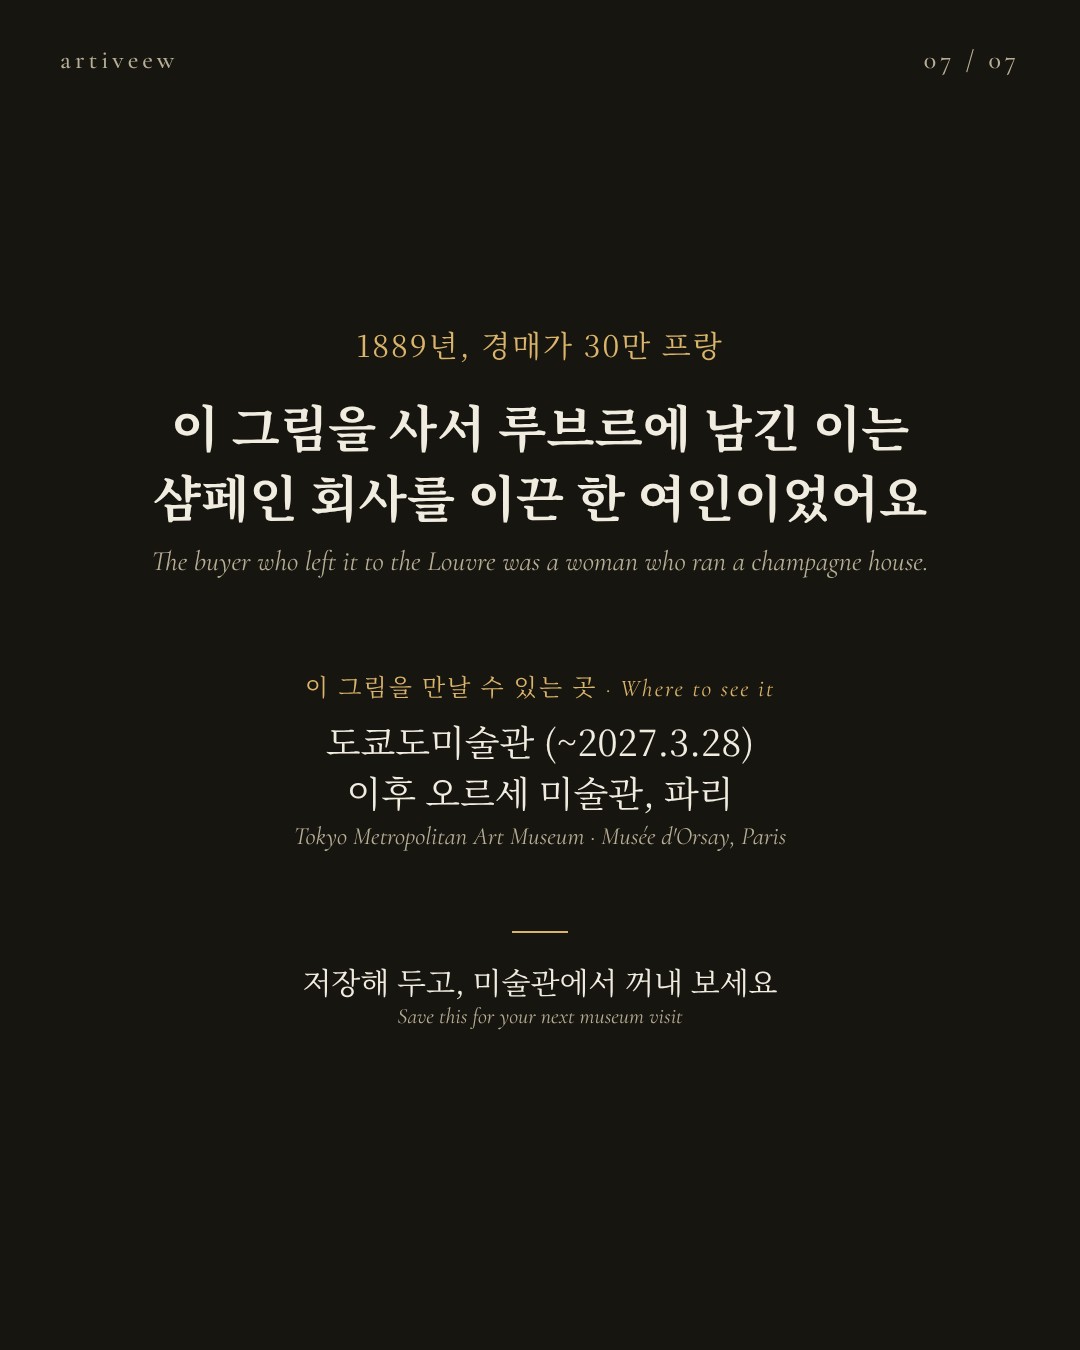 artiveew
07 / 07
1889년, 경매가 30만 프랑
이 그림을 사서 루브르에 남긴 이는
샴페인 회사를 이끈 한 여인이었어요
The buyer who left it to the Louvre was a woman who ran a champagne house.
이 그림을 만날 수 있는 곳 · Where to see it
도쿄도미술관 (~2027.3.28)
이후 오르세 미술관, 파리
Tokyo Metropolitan Art Museum · Musée d'Orsay, Paris
저장해 두고, 미술관에서 꺼내 보세요
Save this for your next museum visit